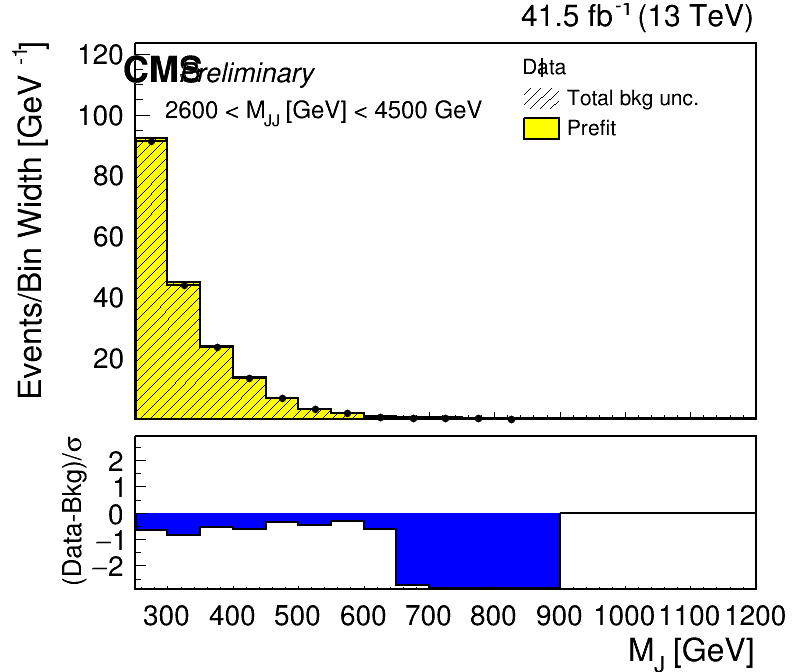 41.5 fb⁻¹ (13 TeV)
Events/Bin Width [GeV⁻¹]
CMS Preliminary
2600 < M_JJ [GeV] < 4500 GeV
Data
Total bkg unc.
Prefit
120
100
80
60
40
20
(Data-Bkg)/σ
2
1
0
−1
−2
300 400 500 600 700 800 900 1000 1100 1200
M_J [GeV]